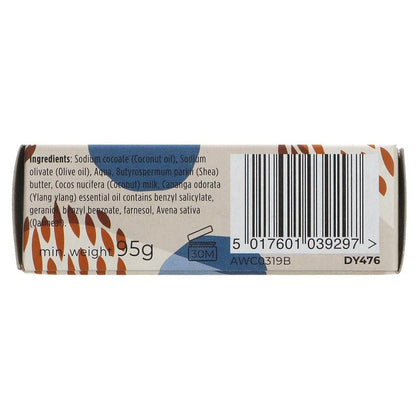 Ingredients: Sodium cocoate (Coconut oil), Sodium
olivate (Olive oil), Aqua, Butyrospermum parkii (Shea)
butter, Cocos nucifera (Coconut) milk, Cananga odorata
(Ylang ylang) essential oil contains benzyl salicylate,
geraniol, benzyl benzoate, farnesol, Avena sativa
(Oatmeal).
min. weight 95g
30M
5 017601 039297 >
AWC0319B
DY476